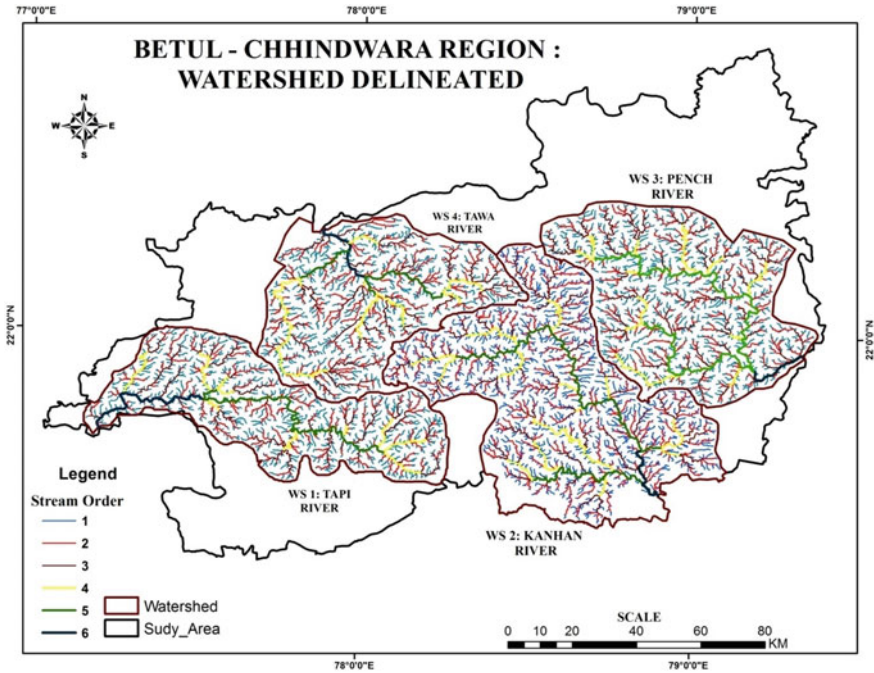 77°0'0"E
78°0'0"E
79°0'0"E
BETUL - CHHINDWARA REGION :
WATERSHED DELINEATED
N
W E
S
WS 3: PENCH
RIVER
WS 4: TAWA
RIVER
22°0'0"N
22°0'0"N
Legend
WS 1: TAPI
RIVER
Stream Order
1
2
3
4
5
6
Watershed
Sudy_Area
WS 2: KANHAN
RIVER
SCALE
0 10 20 40 60 80
KM
78°0'0"E
79°0'0"E